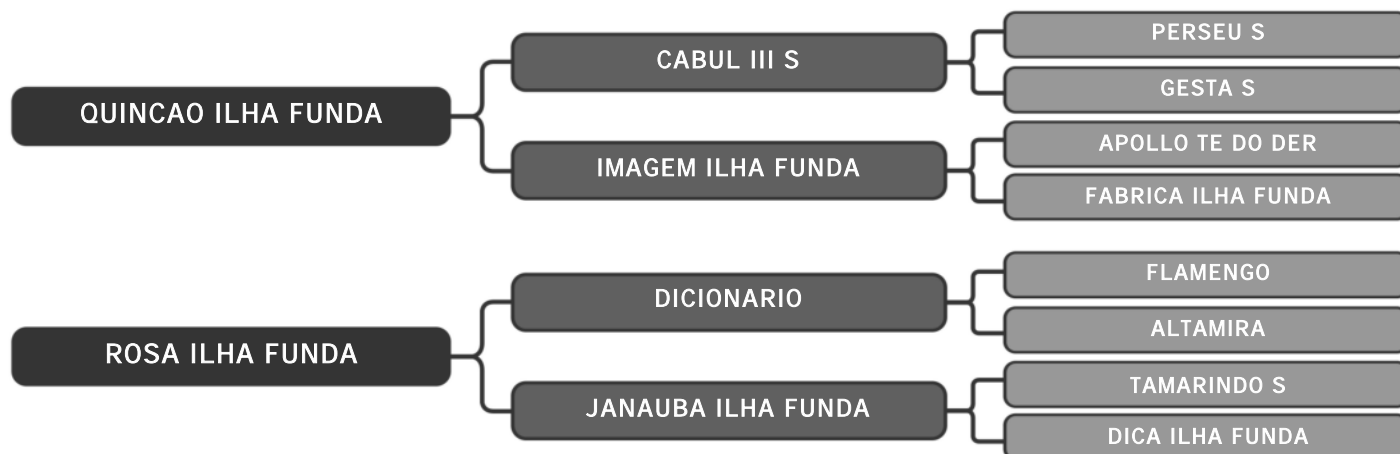 QUINCAO ILHA FUNDA
CABUL III S
PERSEU S
GESTA S
IMAGEM ILHA FUNDA
APOLLO TE DO DER
FABRICA ILHA FUNDA
ROSA ILHA FUNDA
DICIONARIO
FLAMENGO
ALTAMIRA
JANAUBA ILHA FUNDA
TAMARINDO S
DICA ILHA FUNDA